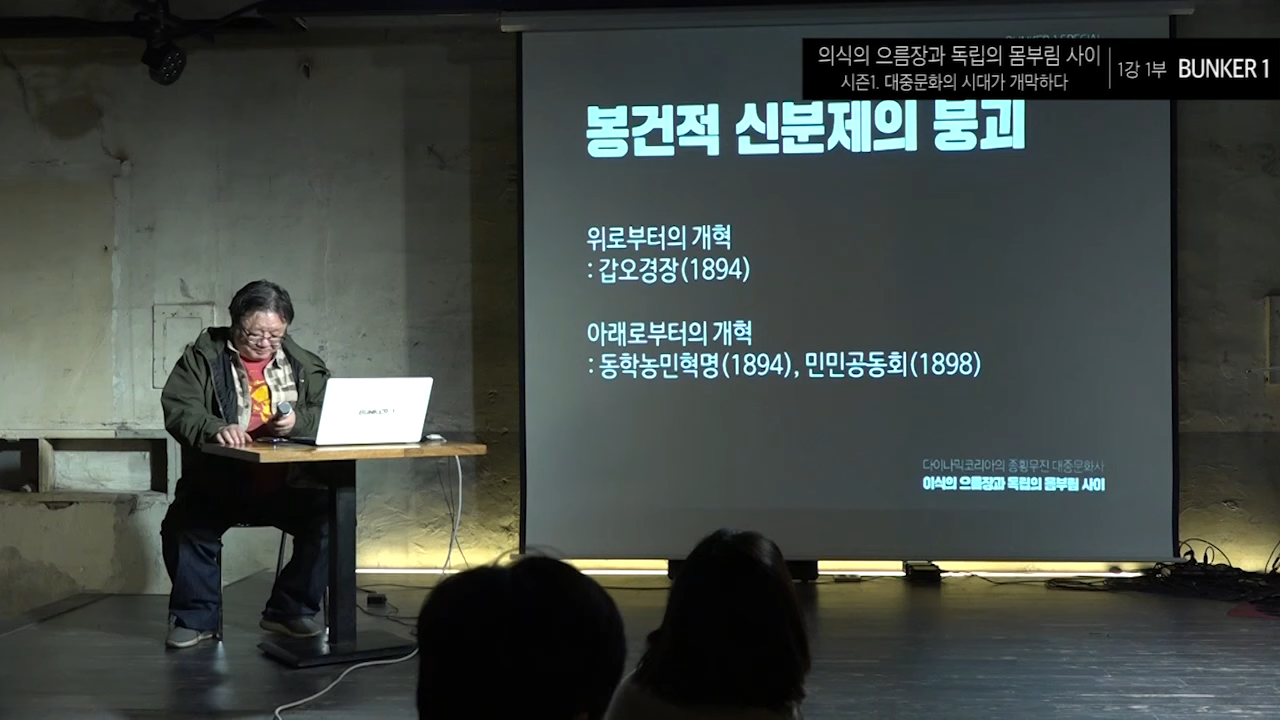 의식의 으름장과 독립의 몸부림 사이
시즌1. 대중문화의 시대가 개막하다
1강 1부
BUNKER 1
봉건적 신분제의 붕괴
위로부터의 개혁
: 갑오경장(1894)
아래로부터의 개혁
: 동학농민혁명(1894), 민민공동회(1898)
다이나믹코리아의 종횡무진 대중문화사
이식의 으름장과 독립의 몸부림 사이
BUNKER 1